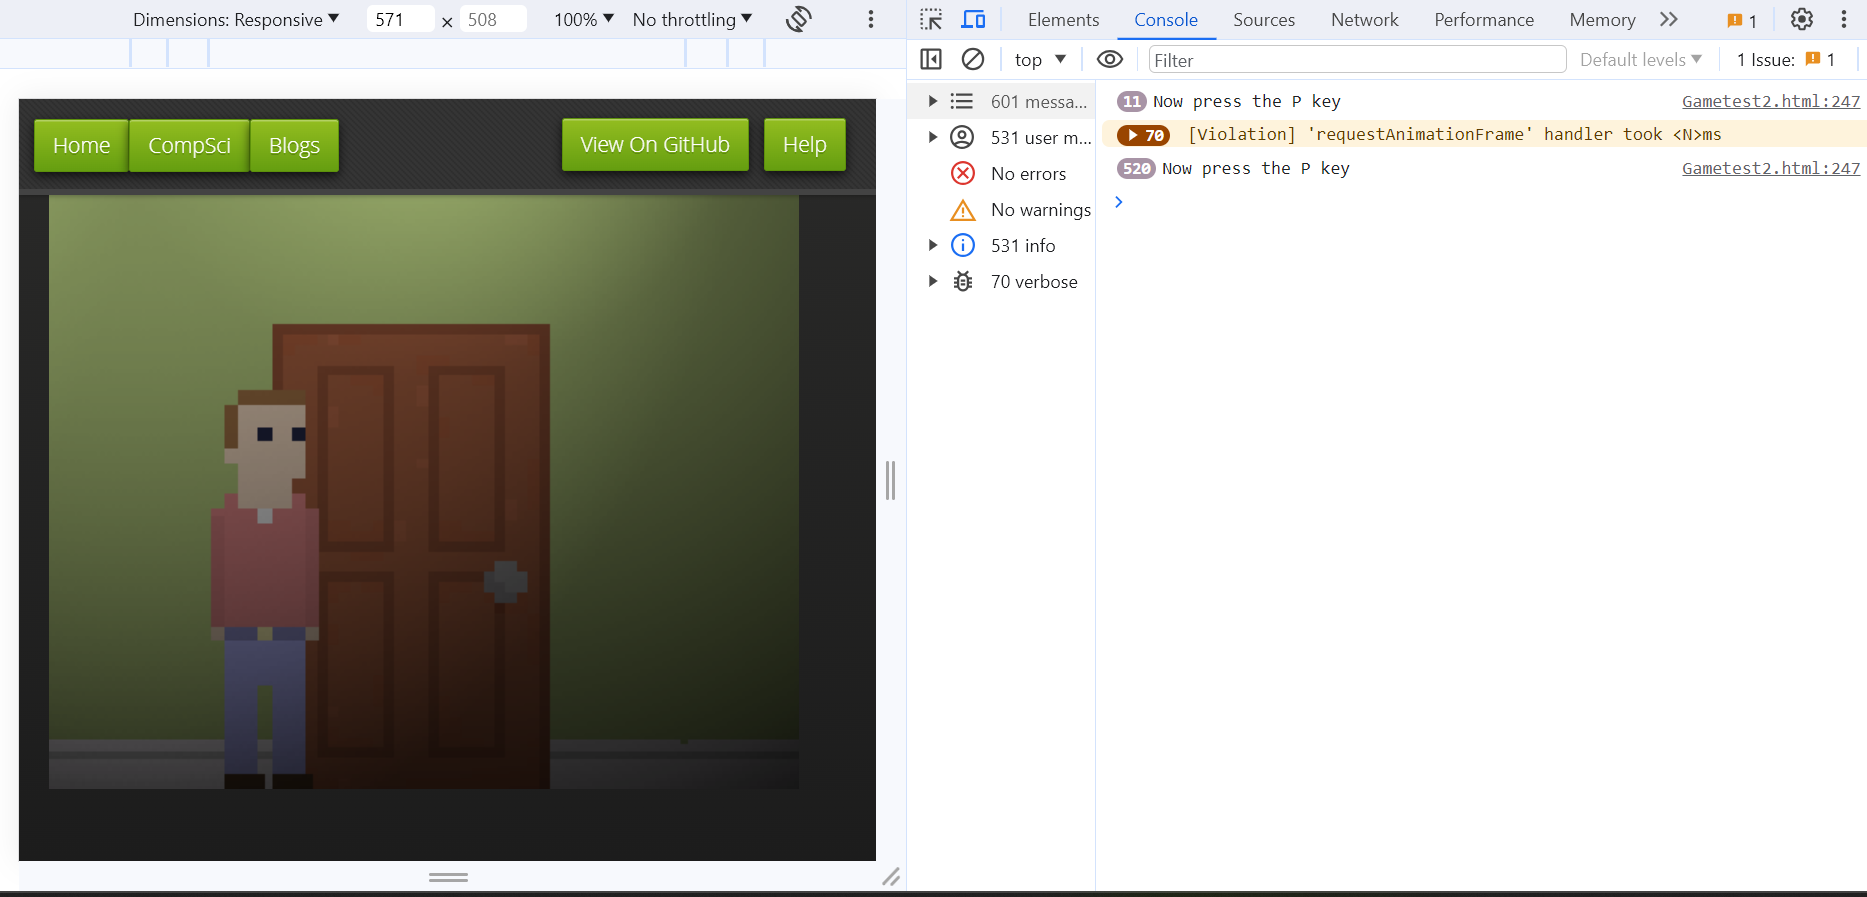 Dimensions: Responsive 571 × 508 100% No throttling
Elements Console Sources Network Performance Memory 1
top Filter Default levels 1 Issue: 1
Home CompSci Blogs View On GitHub Help
601 messa...
531 user m...
No errors
No warnings
531 info
70 verbose
11 Now press the P key Gametest2.html:247
70 [Violation] 'requestAnimationFrame' handler took <N>ms
520 Now press the P key Gametest2.html:247